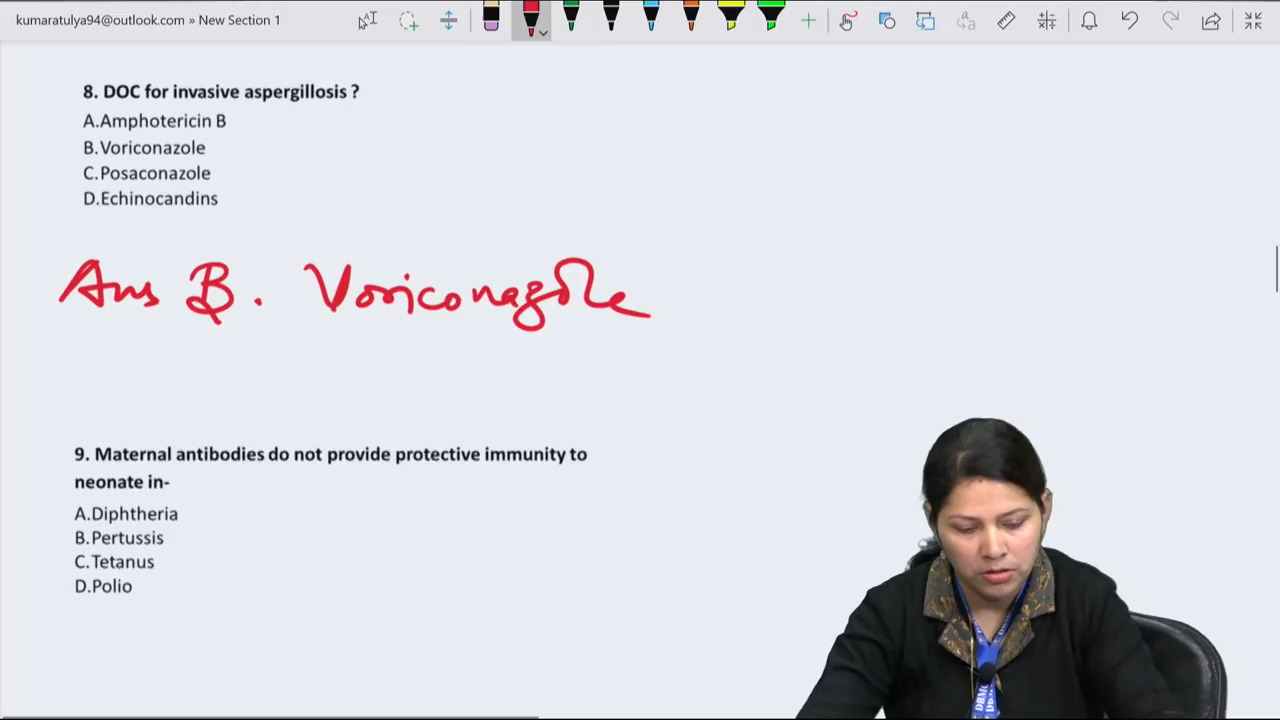 kumaratulya94@outlook.com » New Section 1
8. DOC for invasive aspergillosis ?
A.Amphotericin B
B.Voriconazole
C.Posaconazole
D.Echinocandins
Ans B. Voriconazole
9. Maternal antibodies do not provide protective immunity to
neonate in-
A.Diphtheria
B.Pertussis
C.Tetanus
D.Polio